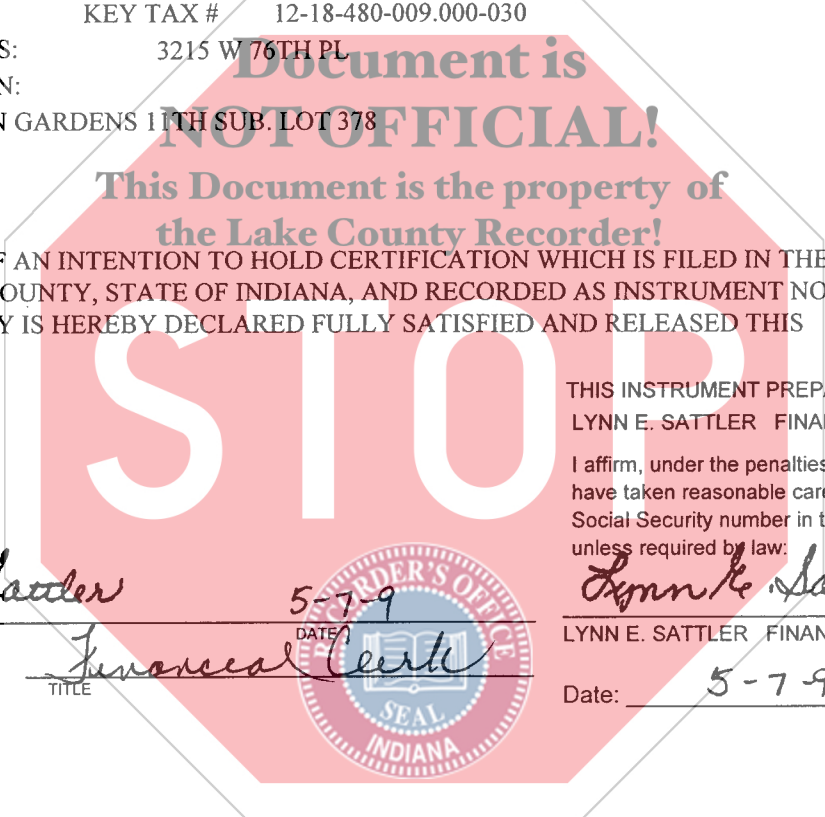 KEY TAX # 12-18-480-009.000-030
S: 3215 W 76TH PL
N:
N GARDENS 11TH SUB. LOT 378
Document is
NOT OFFICIAL!
This Document is the property of
the Lake County Recorder!
F AN INTENTION TO HOLD CERTIFICATION WHICH IS FILED IN THE
OUNTY, STATE OF INDIANA, AND RECORDED AS INSTRUMENT NO
Y IS HEREBY DECLARED FULLY SATISFIED AND RELEASED THIS
STOP
THIS INSTRUMENT PREPA
LYNN E. SATTLER FINAN
I affirm, under the penalties
have taken reasonable care
Social Security number in t
unless required by law:
attler 5-7-9
DATE
Financial Clerk
TITLE
Lynn E. Sa
LYNN E. SATTLER FINAN
Date: 5-7-9
RECORDER'S OFFICE
SEAL
INDIANA